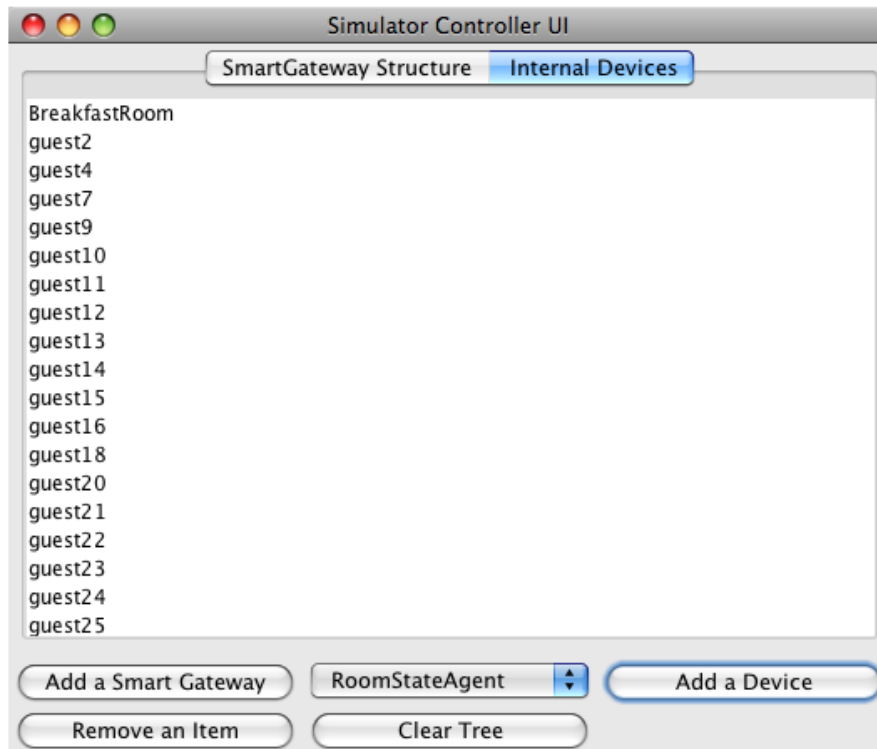 Simulator Controller UI
SmartGateway Structure Internal Devices
BreakfastRoom
guest2
guest4
guest7
guest9
guest10
guest11
guest12
guest13
guest14
guest15
guest16
guest18
guest20
guest21
guest22
guest23
guest24
guest25
Add a Smart Gateway RoomStateAgent Add a Device
Remove an Item Clear Tree